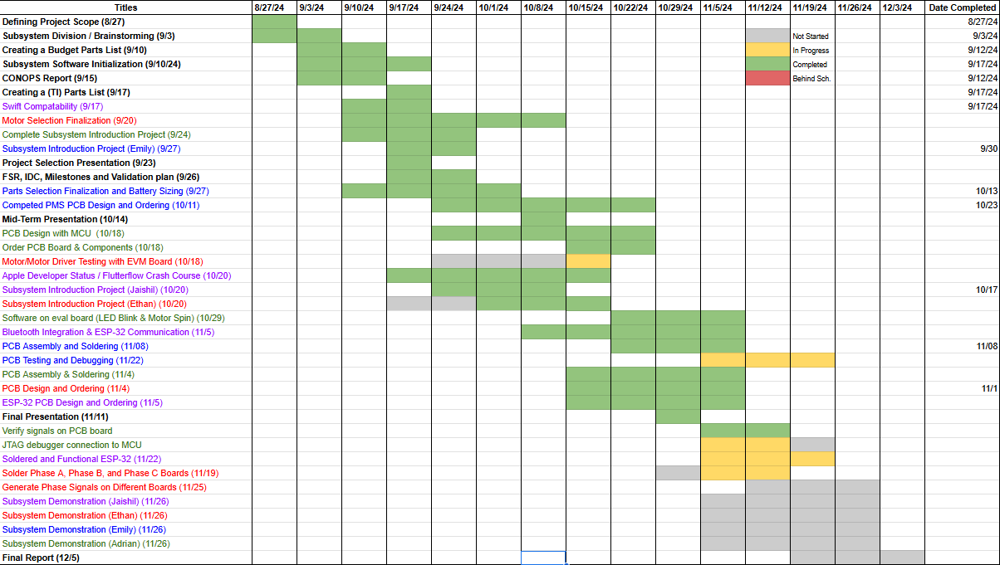 Titles 8/27/24 9/3/24 9/10/24 9/17/24 9/24/24 10/1/24 10/8/24 10/15/24 10/22/24 10/29/24 11/5/24 11/12/24 11/19/24 11/26/24 12/3/24 Date Completed
Defining Project Scope (8/27) 8/27/24
Subsystem Division / Brainstorming (9/3) Not Started 9/3/24
Creating a Budget Parts List (9/10) In Progress 9/12/24
Subsystem Software Initialization (9/10/24) Completed 9/17/24
CONOPS Report (9/15) Behind Sch. 9/12/24
Creating a (TI) Parts List (9/17) 9/17/24
Swift Compatability (9/17) 9/17/24
Motor Selection Finalization (9/20)
Complete Subsystem Introduction Project (9/24)
Subsystem Introduction Project (Emily) (9/27) 9/30
Project Selection Presentation (9/23)
FSR, IDC, Milestones and Validation plan (9/26)
Parts Selection Finalization and Battery Sizing (9/27) 10/13
Competed PMS PCB Design and Ordering (10/11) 10/23
Mid-Term Presentation (10/14)
PCB Design with MCU (10/18)
Order PCB Board & Components (10/18)
Motor/Motor Driver Testing with EVM Board (10/18)
Apple Developer Status / Flutterflow Crash Course (10/20)
Subsystem Introduction Project (Jaishil) (10/20) 10/17
Subsystem Introduction Project (Ethan) (10/20)
Software on eval board (LED Blink & Motor Spin) (10/29)
Bluetooth Integration & ESP-32 Communication (11/5)
PCB Assembly and Soldering (11/08) 11/08
PCB Testing and Debugging (11/22)
PCB Assembly & Soldering (11/4)
PCB Design and Ordering (11/4) 11/1
ESP-32 PCB Design and Ordering (11/5)
Final Presentation (11/11)
Verify signals on PCB board
JTAG debugger connection to MCU
Soldered and Functional ESP-32 (11/22)
Solder Phase A, Phase B, and Phase C Boards (11/19)
Generate Phase Signals on Different Boards (11/25)
Subsystem Demonstration (Jaishil) (11/26)
Subsystem Demonstration (Ethan) (11/26)
Subsystem Demonstration (Emily) (11/26)
Subsystem Demonstration (Adrian) (11/26)
Final Report (12/5)